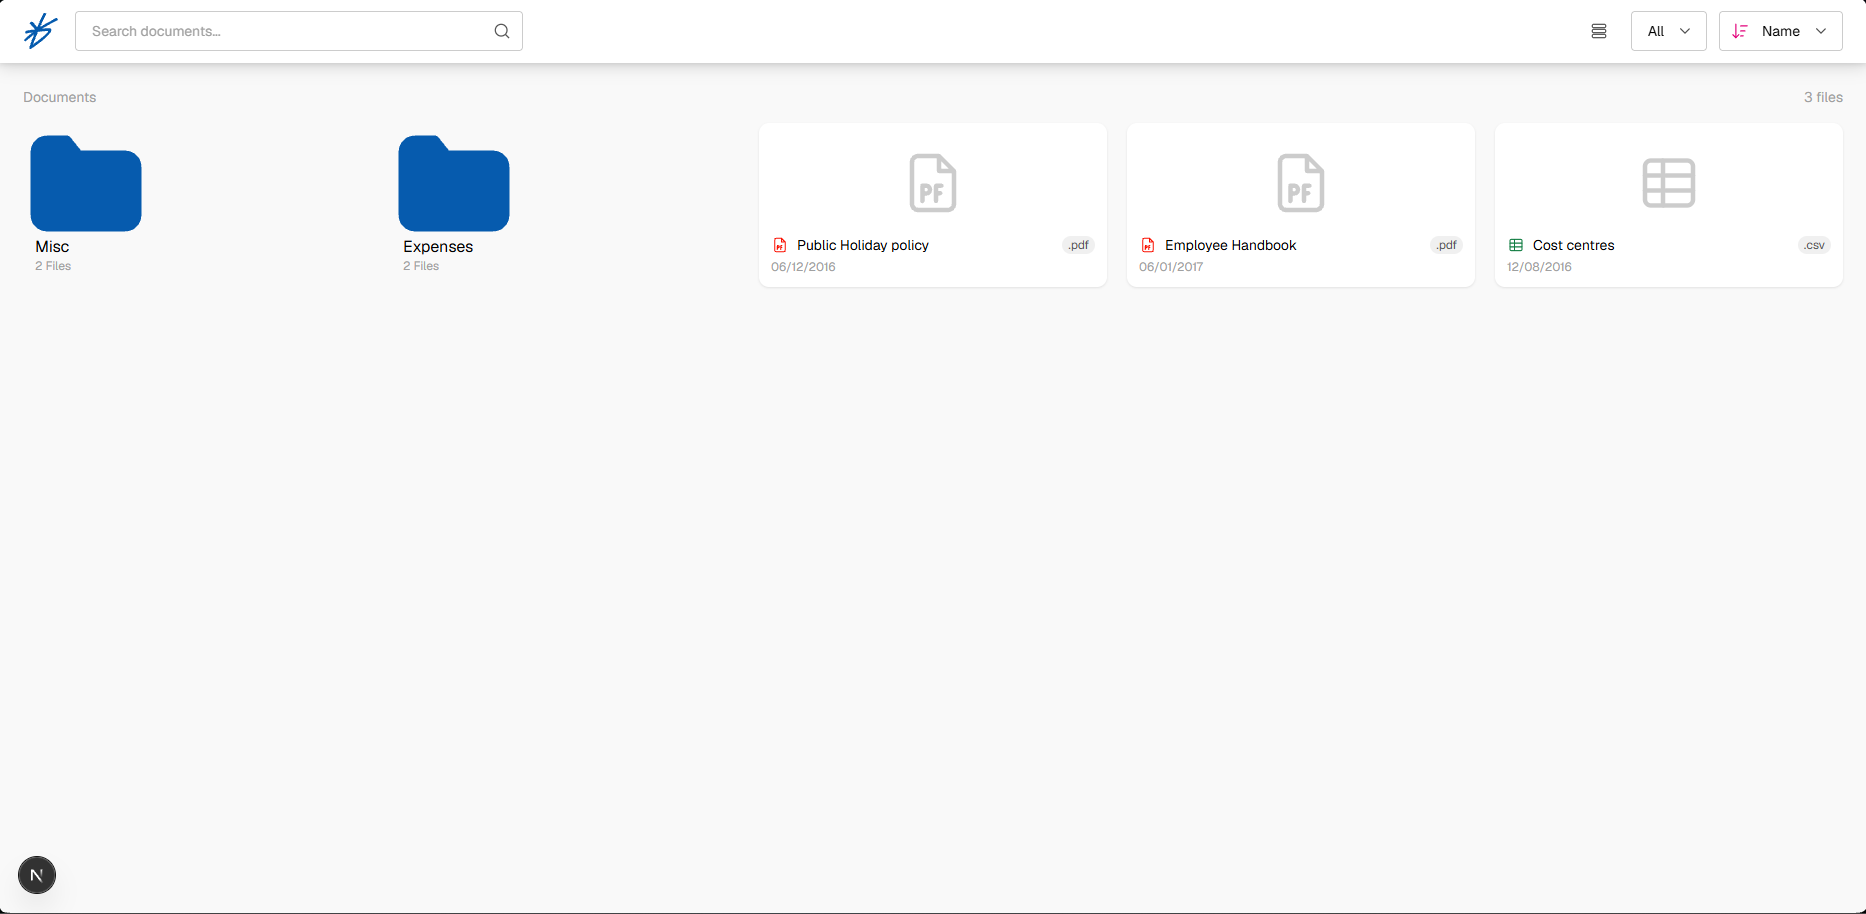 Search documents...
All
Name
Documents
3 files
Misc
2 Files
Expenses
2 Files
PF
Public Holiday policy
.pdf
06/12/2016
PF
Employee Handbook
.pdf
06/01/2017
Cost centres
.csv
12/08/2016
N